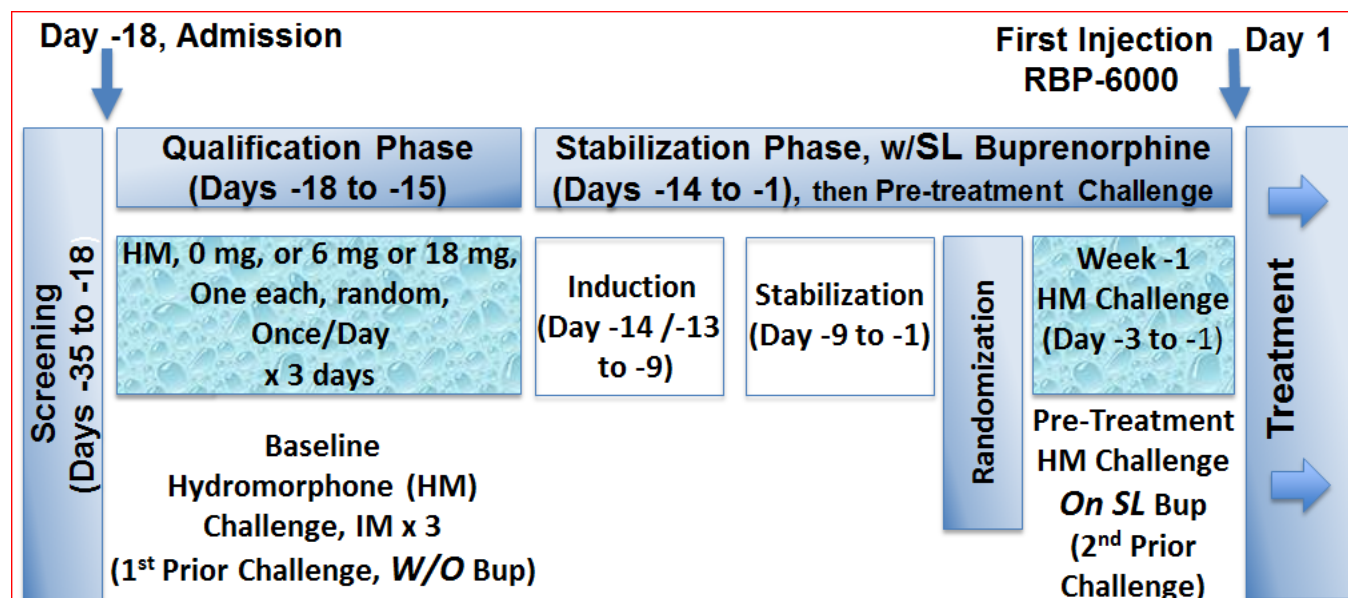 Day -18, Admission
First Injection
RBP-6000
Day 1
Screening
(Days -35 to -18)
Qualification Phase
(Days -18 to -15)
Stabilization Phase, w/SL Buprenorphine
(Days -14 to -1), then Pre-treatment Challenge
HM, 0 mg, or 6 mg or 18 mg,
One each, random,
Once/Day
x 3 days
Induction
(Day -14 /-13
to -9)
Stabilization
(Day -9 to -1)
Randomization
Week -1
HM Challenge
(Day -3 to -1)
Treatment
Baseline
Hydromorphone (HM)
Challenge, IM x 3
(1st Prior Challenge, W/O Bup)
Pre-Treatment
HM Challenge
On SL Bup
(2nd Prior
Challenge)